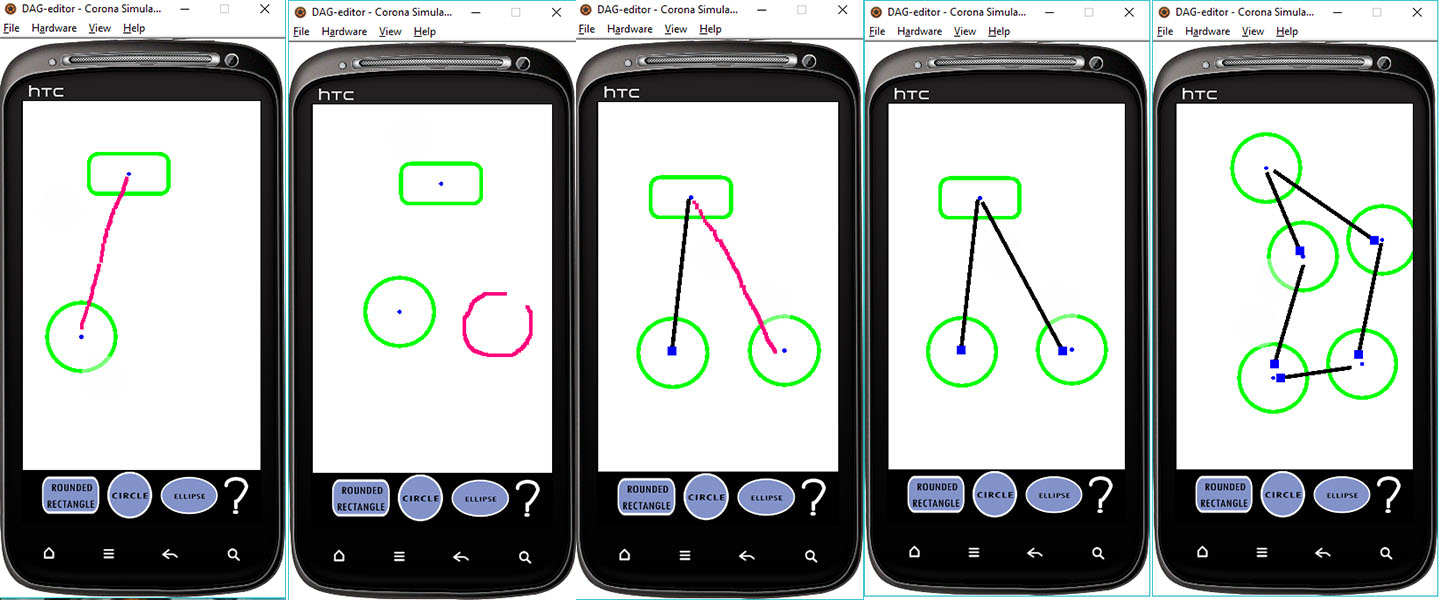 DAG-editor - Corona Simula...
File Hardware View Help
hTC
ROUNDED RECTANGLE
CIRCLE
ELLIPSE
?
DAG-editor - Corona Simula...
File Hardware View Help
hTC
ROUNDED RECTANGLE
CIRCLE
ELLIPSE
?
DAG-editor - Corona Simula...
File Hardware View Help
hTC
ROUNDED RECTANGLE
CIRCLE
ELLIPSE
?
DAG-editor - Corona Simula...
File Hardware View Help
hTC
ROUNDED RECTANGLE
CIRCLE
ELLIPSE
?
DAG-editor - Corona Simula...
File Hardware View Help
hTC
ROUNDED RECTANGLE
CIRCLE
ELLIPSE
?